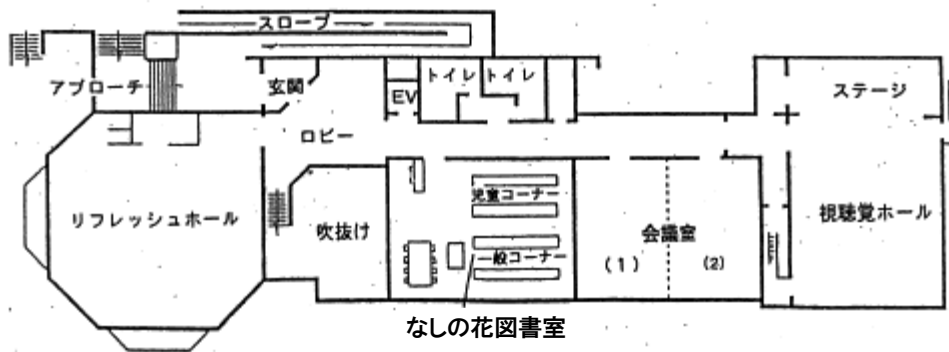 スロープ
アプローチ
玄関
EV
トイレ
トイレ
ステージ
ロビー
リフレッシュホール
吹抜け
児童コーナー
一般コーナー
会議室
(1)
(2)
視聴覚ホール
なしの花図書室